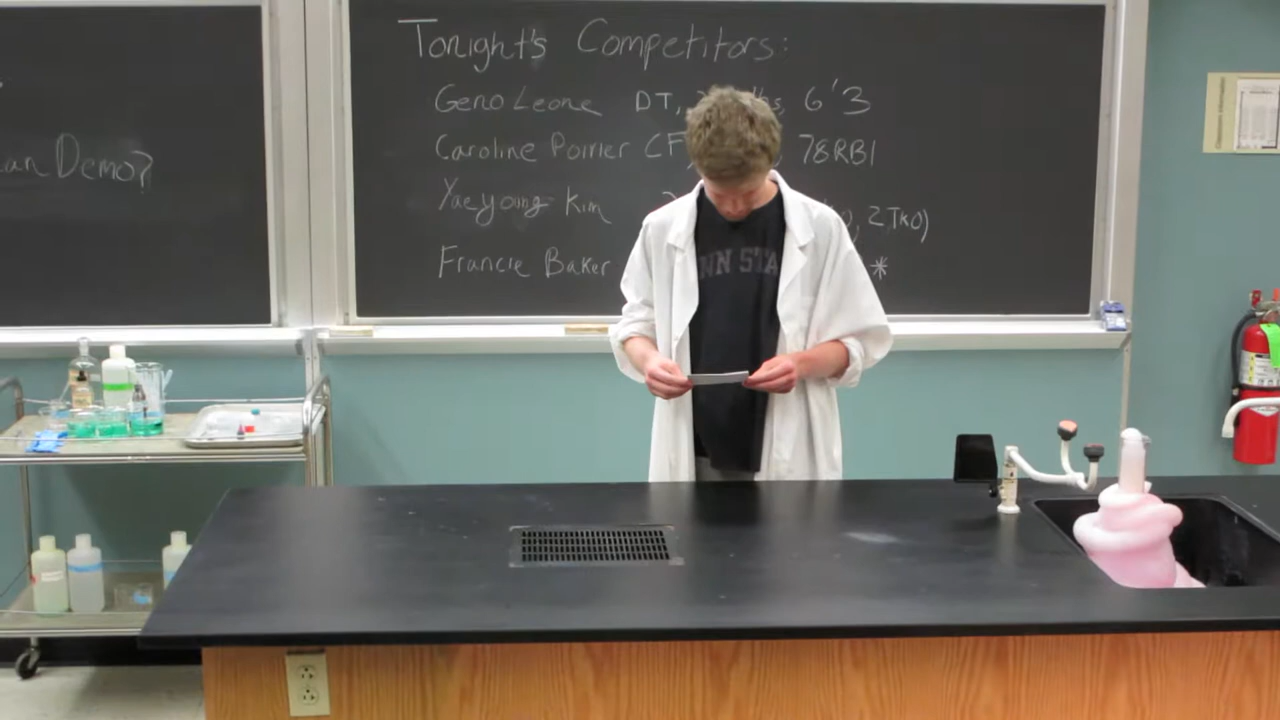 an Demo?
Tonight's Competitors:
Geno Leone DT, 6'3
Caroline Poirier CF 78RBI
Yaeyoung Kim 2TKO)
Francie Baker *
NN STA